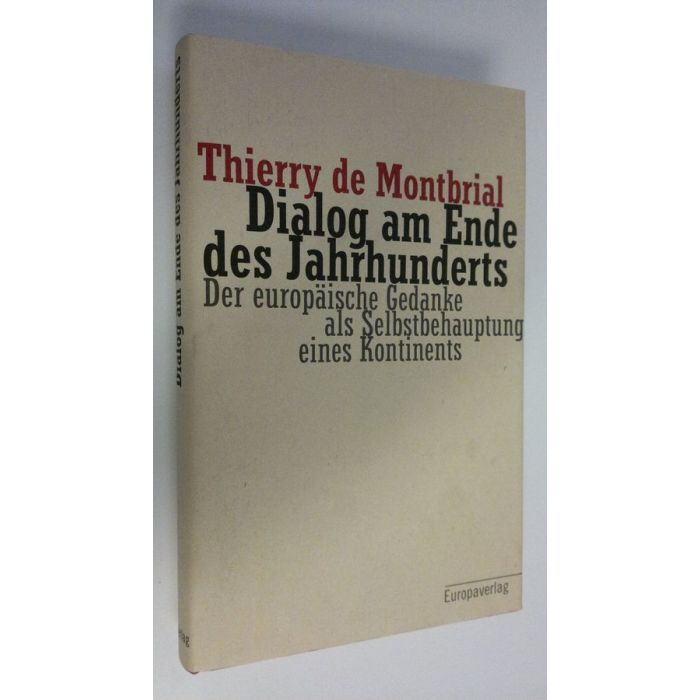 Thierry de Montbrial
Dialog am Ende
des Jahrhunderts
Der europäische Gedanke
als Selbstbehauptung
eines Kontinents
Europaverlag
Dialog am Ende des Jahrhunderts